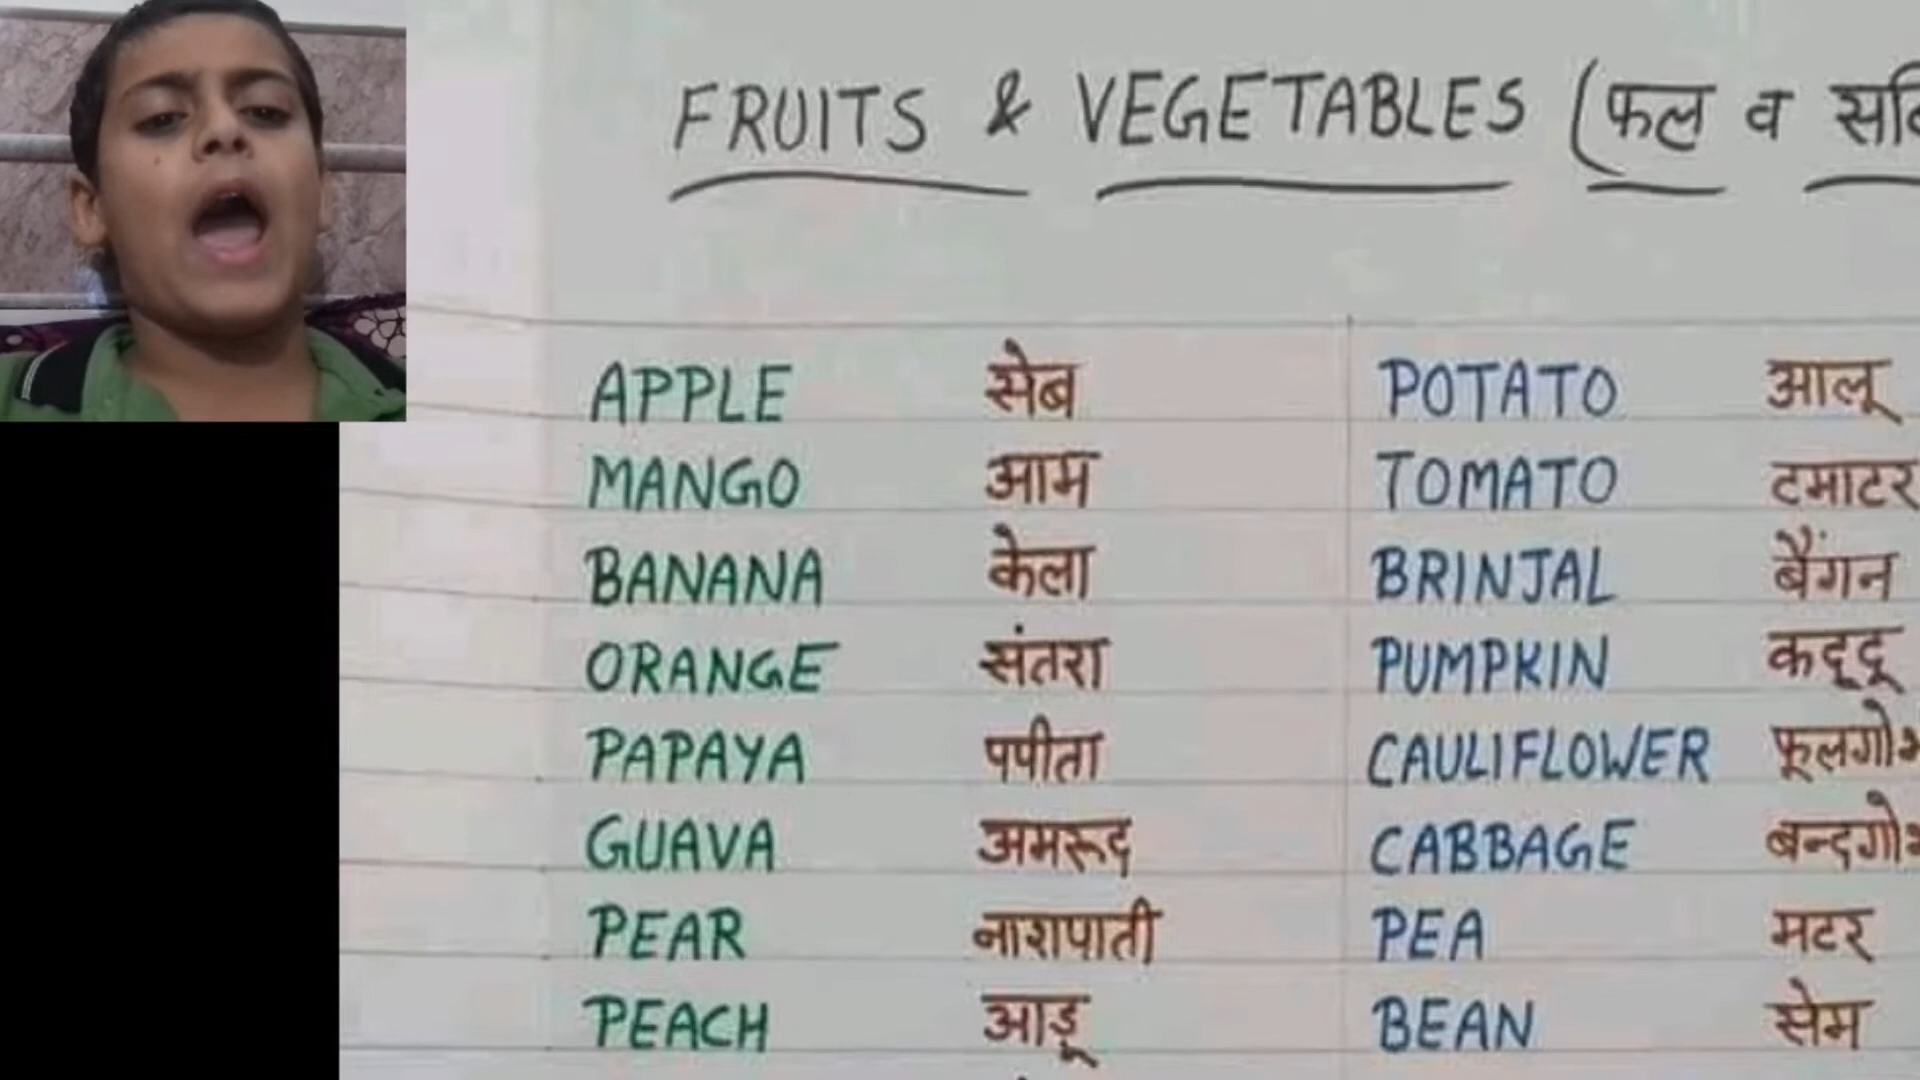 FRUITS & VEGETABLES (फल व
APPLE सेब POTATO आलू
MANGO आम TOMATO टमाटर
BANANA केला BRINJAL बैंगन
ORANGE संतरा PUMPKIN कद्दू
PAPAYA पपीता CAULIFLOWER
GUAVA अमरूद CABBAGE
PEAR नाशपाती PEA मटर
PEACH आड़ू BEAN सेम